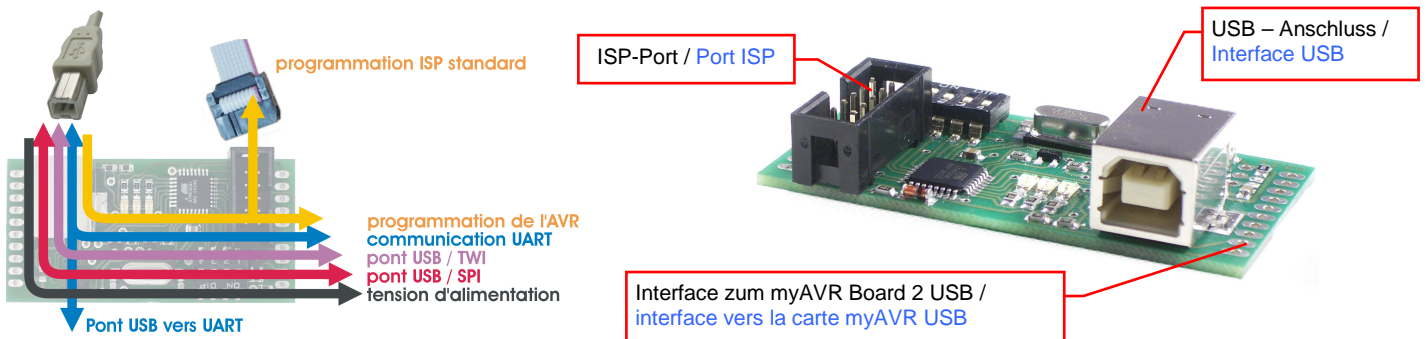 programmation ISP standard
programmation de l'AVR
communication UART
pont USB / TWI
pont USB / SPI
tension d'alimentation
Pont USB vers UART
ISP-Port / Port ISP
USB – Anschluss /
Interface USB
Interface zum myAVR Board 2 USB /
interface vers la carte myAVR USB